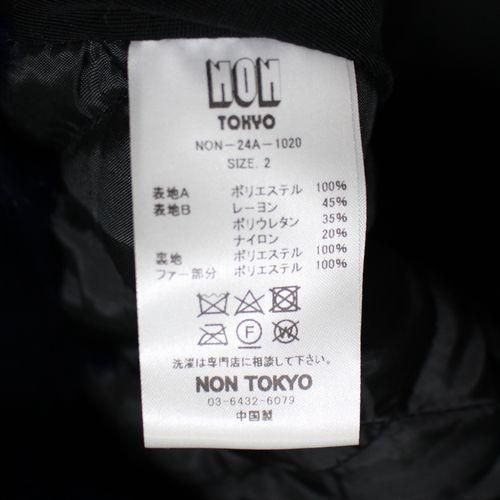 NON
TOKYO
NON-24A-1020
SIZE. 2
表地A ポリエステル 100%
表地B レーヨン 45%
ポリウレタン 35%
ナイロン 20%
裏地 ポリエステル 100%
ファー部分 ポリエステル 100%
F W
洗濯は専門店に相談して下さい。
NON TOKYO
03-6432-6079
中国製